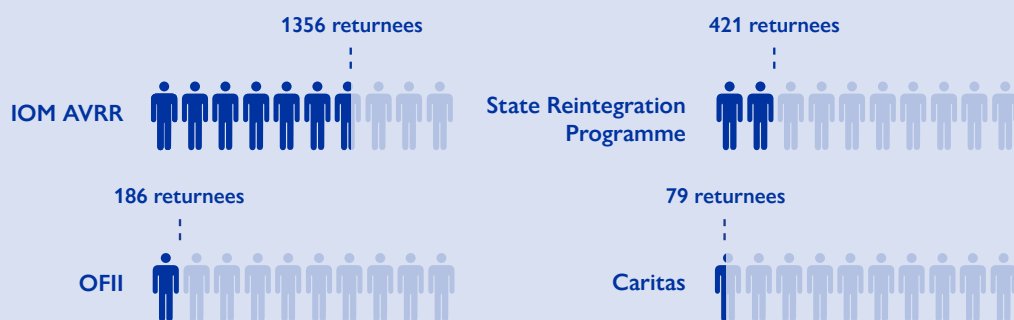 1356 returnees
IOM AVRR
421 returnees
State Reintegration
Programme
186 returnees
OFII
79 returnees
Caritas